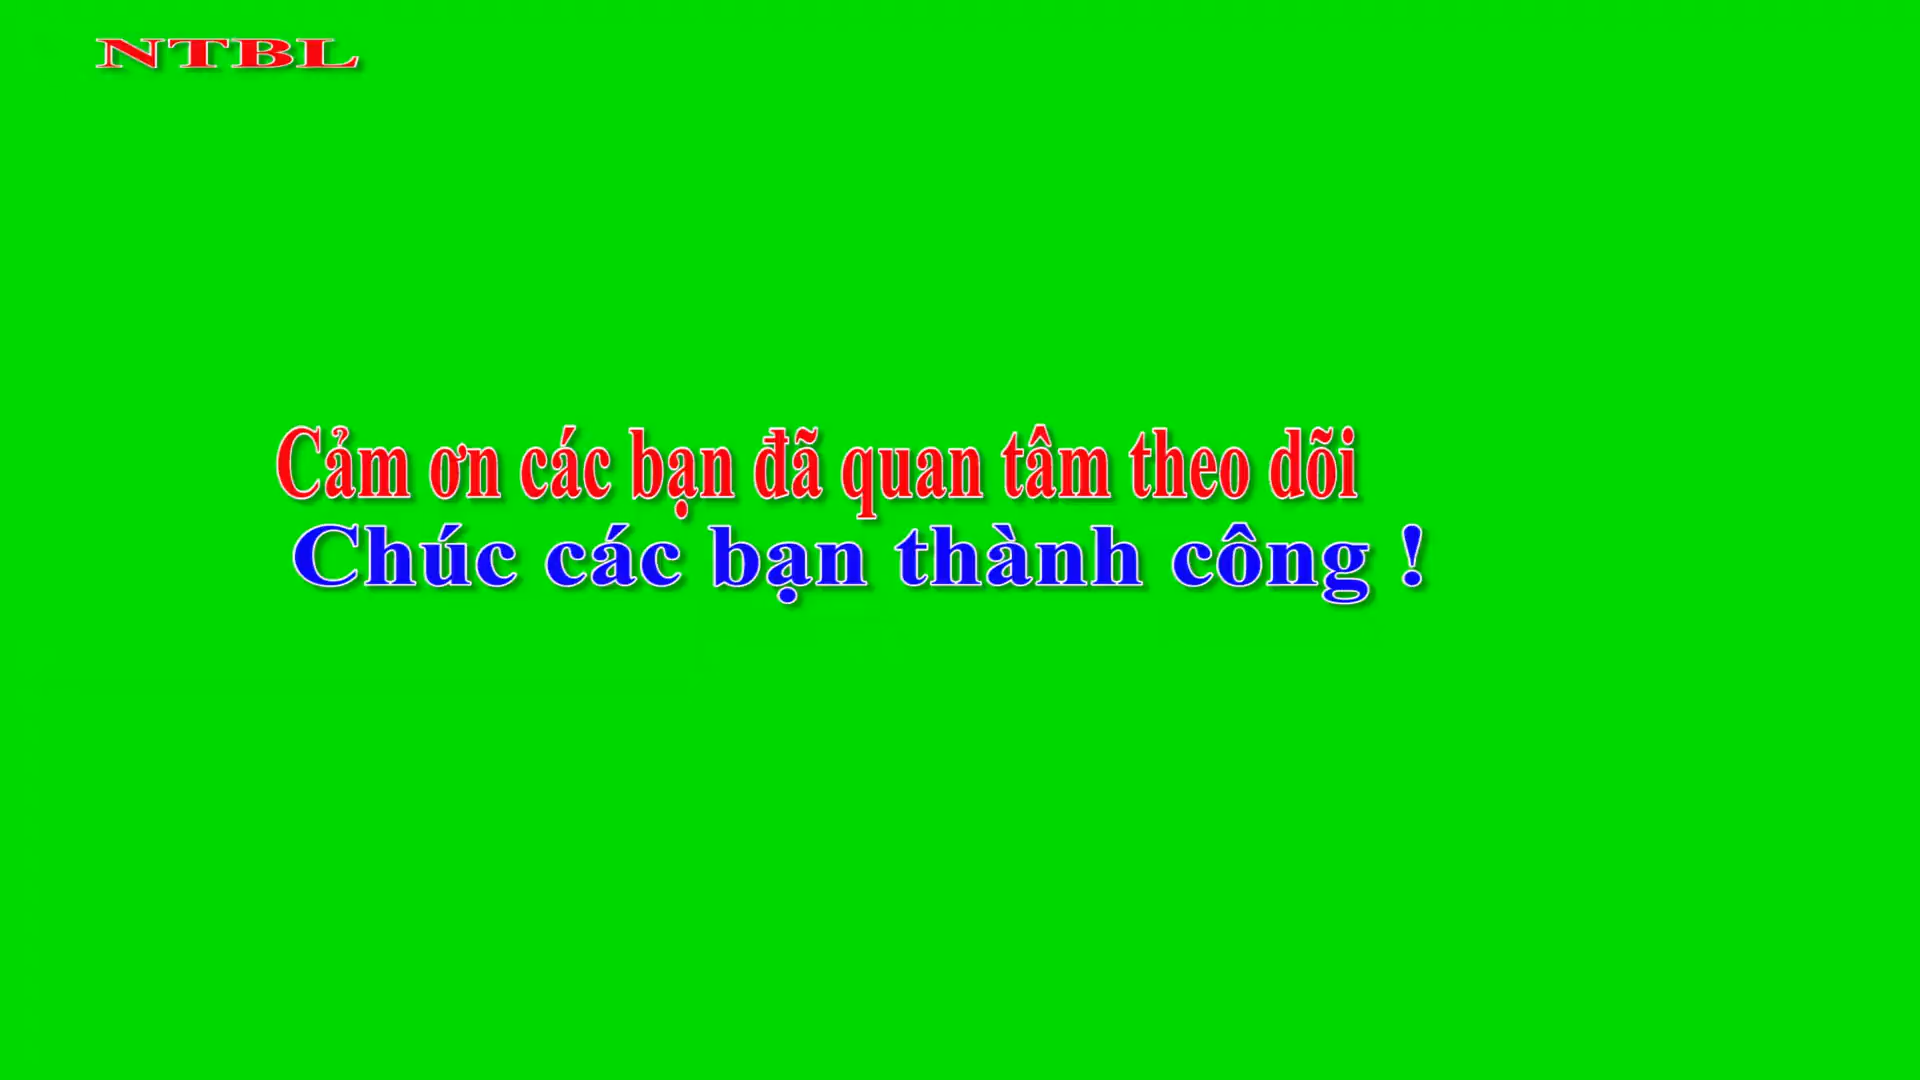 NTBL
Cảm ơn các bạn đã quan tâm theo dõi
Chúc các bạn thành công !